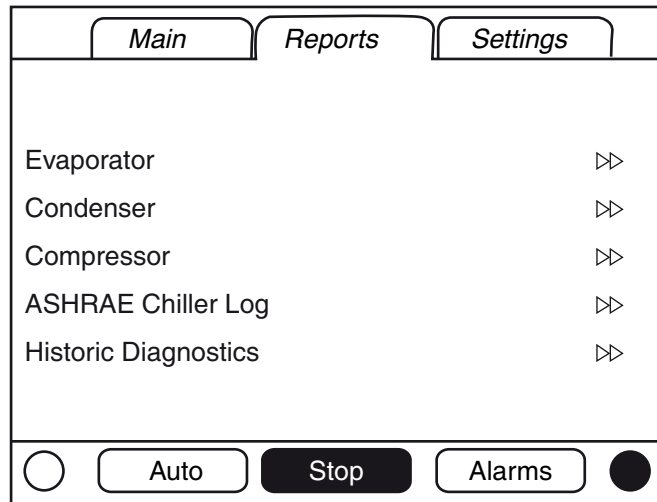 Main Reports Settings
Evaporator
Condenser
Compressor
ASHRAE Chiller Log
Historic Diagnostics
Auto Stop Alarms